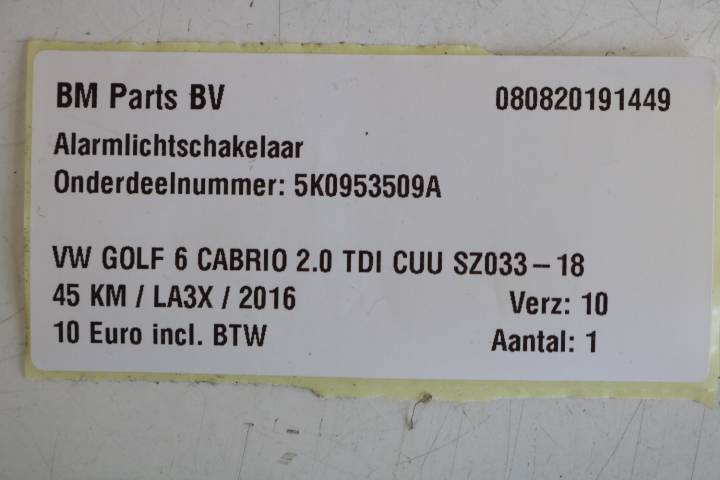 BM Parts BV 080820191449
Alarmlichtschakelaar
Onderdeelnummer: 5K0953509A
VW GOLF 6 CABRIO 2.0 TDI CUU SZ033-18
45 KM / LA3X / 2016 Verz: 10
10 Euro incl. BTW Aantal: 1